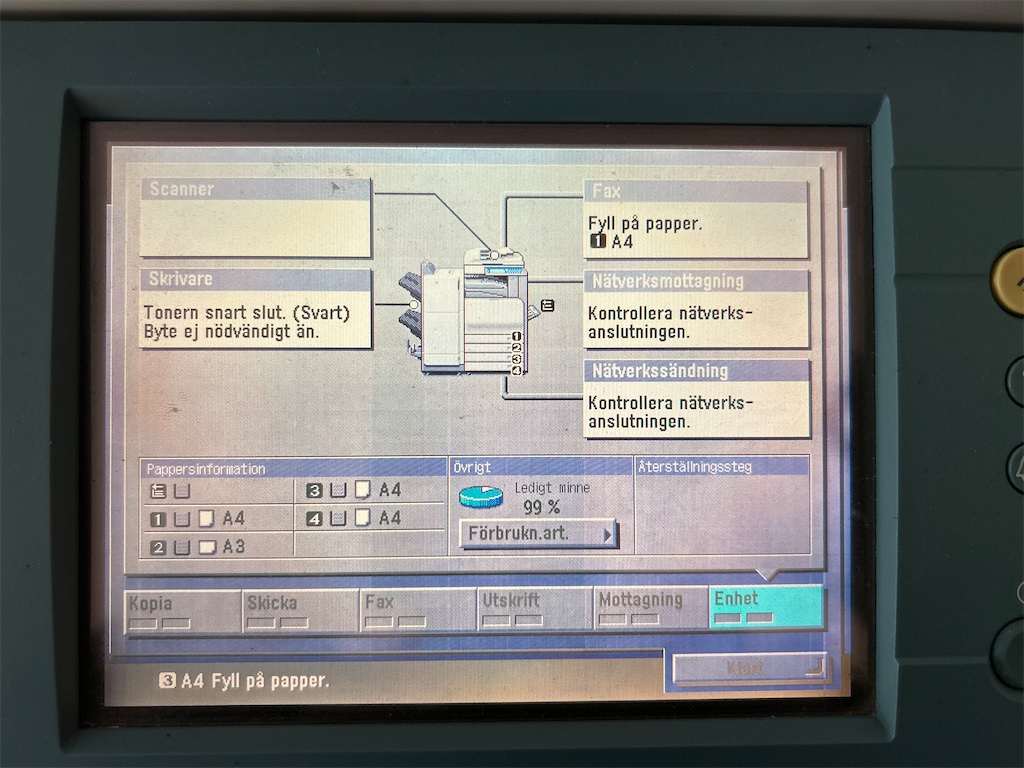 Scanner
Fax
Fyll på papper.
1 A4
Skrivare
Tonern snart slut. (Svart)
Byte ej nödvändigt än.
Nätverksmottagning
Kontrollera nätverks-
anslutningen.
1
2
3
4
Nätverkssändning
Kontrollera nätverks-
anslutningen.
Pappersinformation
1 A4
2 A3
3 A4
4 A4
Övrigt
Ledigt minne
99 %
Förbrukn.art.
Återställningssteg
Kopia
Skicka
Fax
Utskrift
Mottagning
Enhet
3 A4 Fyll på papper.
Klart